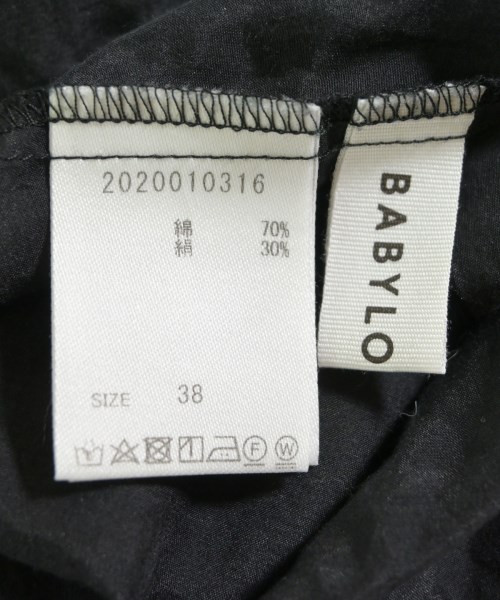 2020010316
綿 70%
絹 30%
SIZE 38
F W
BABYLO